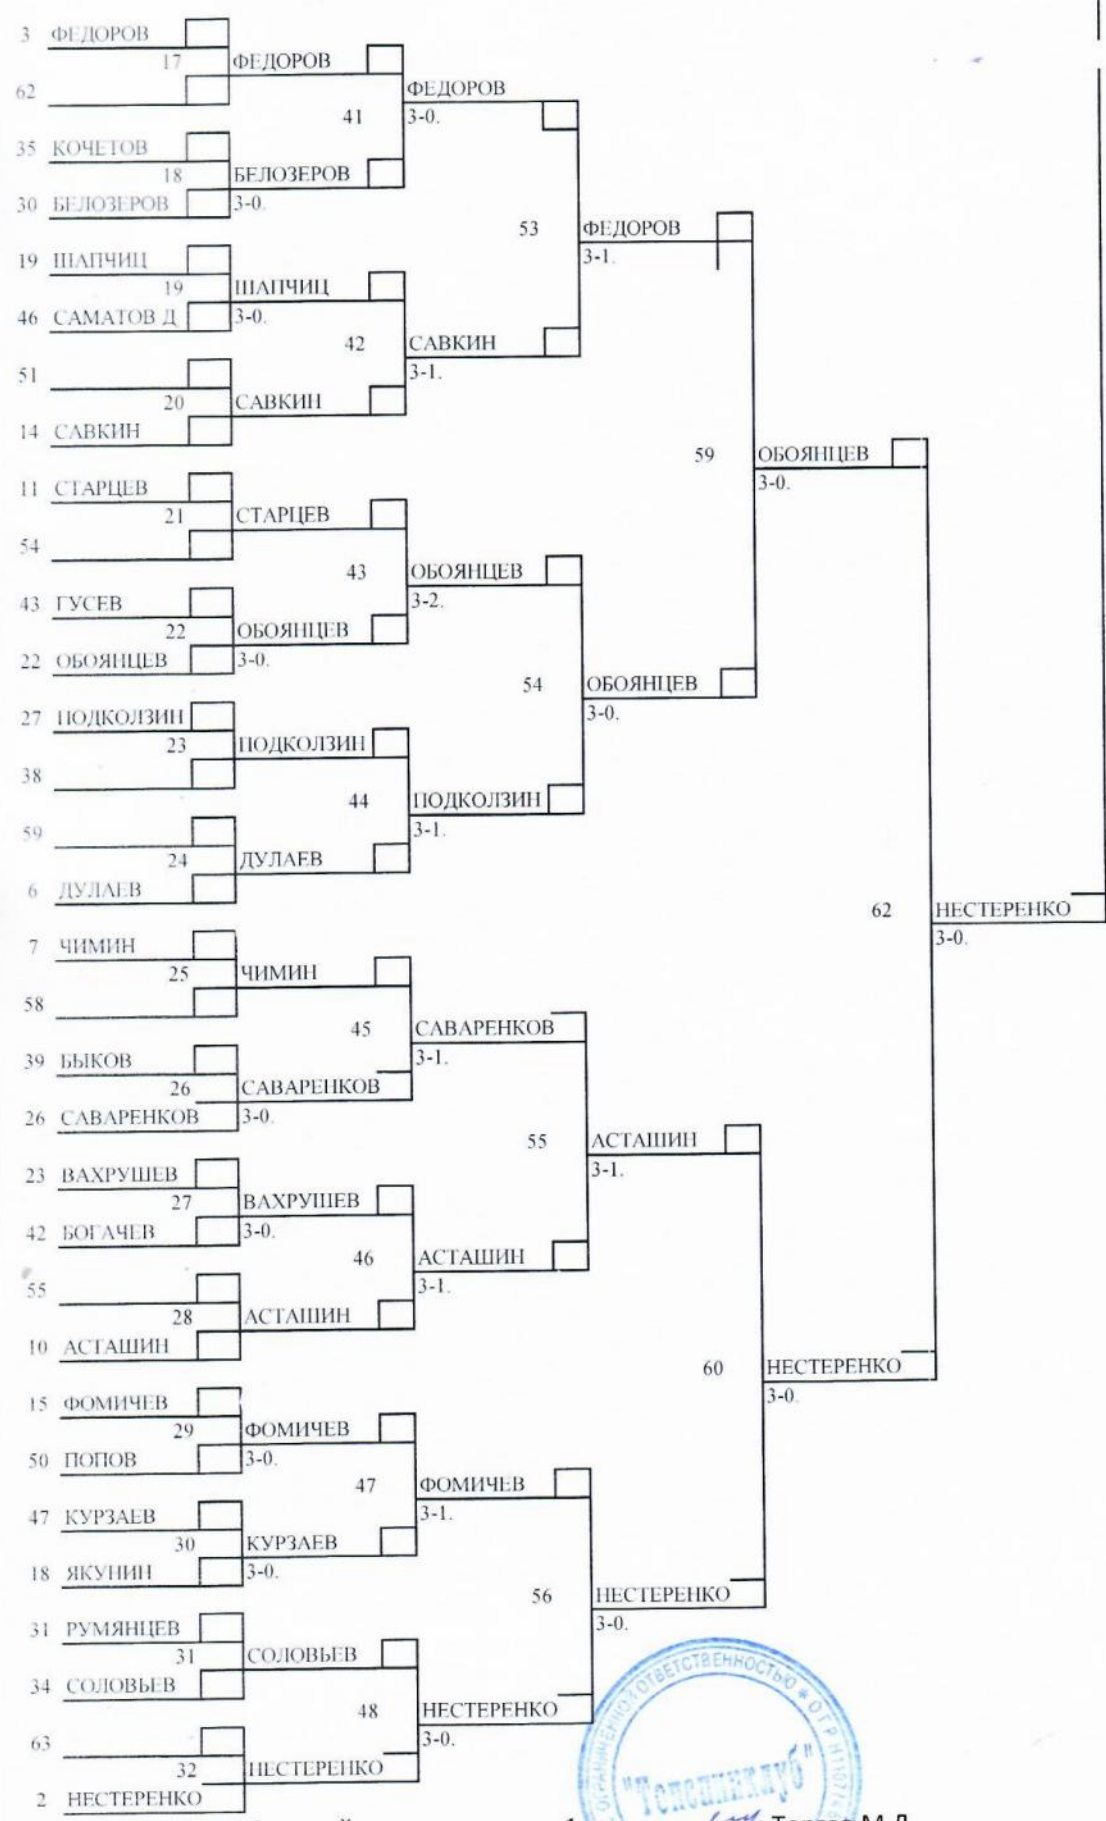 3 ФЕДОРОВ
17 ФЕДОРОВ
62
ФЕДОРОВ
41 3-0.
35 КОЧЕТОВ
18 БЕЛОЗЕРОВ
30 БЕЛОЗЕРОВ 3-0.
53 ФЕДОРОВ
3-1.
19 ШАПЧИЦ
19 ШАПЧИЦ
46 САМАТОВ Д 3-0.
42 САВКИН
3-1.
51
20 САВКИН
14 САВКИН
59 ОБОЯНЦЕВ
3-0.
11 СТАРЦЕВ
21 СТАРЦЕВ
54
43 ОБОЯНЦЕВ
3-2.
43 ГУСЕВ
22 ОБОЯНЦЕВ
22 ОБОЯНЦЕВ 3-0.
54 ОБОЯНЦЕВ
3-0.
27 ПОДКОЛЗИН
23 ПОДКОЛЗИН
38
44 ПОДКОЛЗИН
3-1.
59
24 ДУЛАЕВ
6 ДУЛАЕВ
62 НЕСТЕРЕНКО
3-0.
7 ЧИМИН
25 ЧИМИН
58
45 САВАРЕНКОВ
3-1.
39 БЫКОВ
26 САВАРЕНКОВ
26 САВАРЕНКОВ 3-0.
55 АСТАШИН
3-1.
23 ВАХРУШЕВ
27 ВАХРУШЕВ
42 БОГАЧЕВ 3-0.
46 АСТАШИН
3-1.
55
28 АСТАШИН
10 АСТАШИН
60 НЕСТЕРЕНКО
3-0.
15 ФОМИЧЕВ
29 ФОМИЧЕВ
50 ПОПОВ 3-0.
47 ФОМИЧЕВ
3-1.
47 КУРЗАЕВ
30 КУРЗАЕВ
18 ЯКУНИН 3-0.
56 НЕСТЕРЕНКО
3-0.
31 РУМЯНЦЕВ
31 СОЛОВЬЕВ
34 СОЛОВЬЕВ
48 НЕСТЕРЕНКО
3-0.
63
32 НЕСТЕРЕНКО
2 НЕСТЕРЕНКО
ОГРАНИЧЕННОЙ ОТВЕТСТВЕННОСТЬЮ * ОГРН
"Топспинклуб"